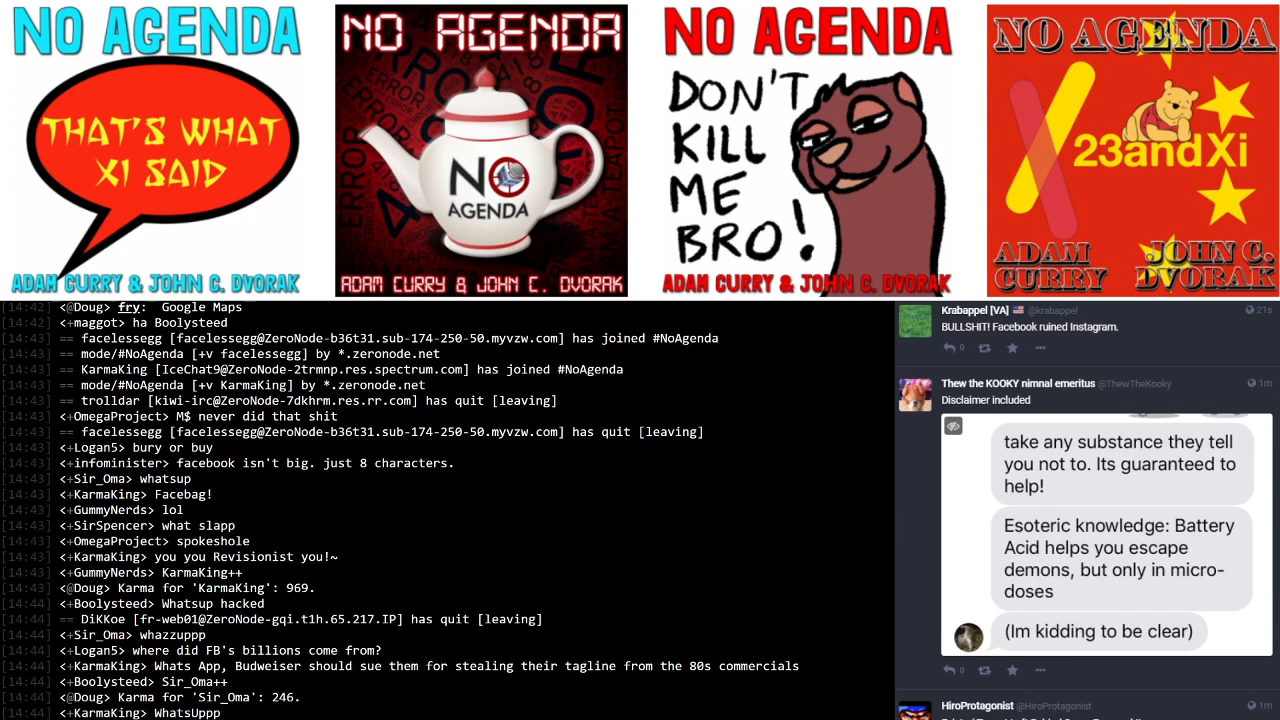 NO AGENDA
THAT'S WHAT
XI SAID
ADAM CURRY & JOHN C. DVORAK
NO AGENDA
NO
AGENDA
ADAM CURRY & JOHN C. DVORAK
NO AGENDA
DON'T
KILL
ME
BRO!
ADAM CURRY & JOHN C. DVORAK
NO AGENDA
23andXi
ADAM CURRY
JOHN C. DVORAK
[14:42] <@Doug> fry:  Google Maps
[14:42] <+maggot> ha Boolysteed
[14:43] == facelessegg [facelessegg@ZeroNode-b36t31.sub-174-250-50.myvzw.com] has joined #NoAgenda
[14:43] == mode/#NoAgenda [+v facelessegg] by *.zeronode.net
[14:43] == KarmaKing [IceChat9@ZeroNode-2trmnp.res.spectrum.com] has joined #NoAgenda
[14:43] == mode/#NoAgenda [+v KarmaKing] by *.zeronode.net
[14:43] == trolldar [kiwi-irc@ZeroNode-7dkhrm.res.rr.com] has quit [leaving]
[14:43] <+OmegaProject> M$ never did that shit
[14:43] == facelessegg [facelessegg@ZeroNode-b36t31.sub-174-250-50.myvzw.com] has quit [leaving]
[14:43] <+Logan5> bury or buy
[14:43] <+infominister> facebook isn't big. just 8 characters.
[14:43] <+Sir_Oma> whatsup
[14:43] <+KarmaKing> Facebag!
[14:43] <+GummyNerds> lol
[14:43] <+SirSpencer> what slapp
[14:43] <+OmegaProject> spokeshole
[14:43] <+KarmaKing> you you Revisionist you!~
[14:43] <+GummyNerds> KarmaKing++
[14:43] <@Doug> Karma for 'KarmaKing': 969.
[14:44] <+Boolysteed> Whatsup hacked
[14:44] == DiKKoe [fr-web01@ZeroNode-gqi.t1h.65.217.IP] has quit [leaving]
[14:44] <+Sir_Oma> whazzuppp
[14:44] <+Logan5> where did FB's billions come from?
[14:44] <+KarmaKing> Whats App, Budweiser should sue them for stealing their tagline from the 80s commercials
[14:44] <+Boolysteed> Sir_Oma++
[14:44] <@Doug> Karma for 'Sir_Oma': 246.
[14:44] <+KarmaKing> WhatsUppp
Krabappel [VA] @krabappel 21s
BULLSHIT! Facebook ruined Instagram.
0
Thew the KOOKY nimnal emeritus @ThewTheKooky 1m
Disclaimer included
take any substance they tell
you not to. Its guaranteed to
help!
Esoteric knowledge: Battery
Acid helps you escape
demons, but only in micro-
doses
(Im kidding to be clear)
0
HiroProtagonist @HiroProtagonist 1m